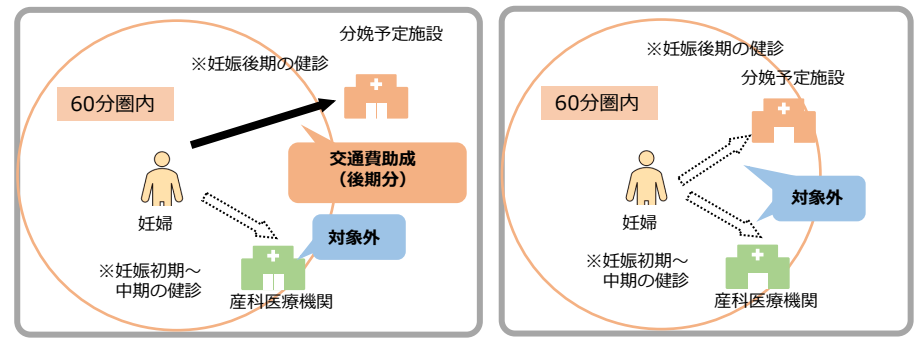 分娩予定施設
※妊娠後期の健診
60分圏内
交通費助成
（後期分）
妊婦
対象外
※妊娠初期～
中期の健診
産科医療機関
※妊娠後期の健診
分娩予定施設
60分圏内
対象外
妊婦
※妊娠初期～
中期の健診
産科医療機関